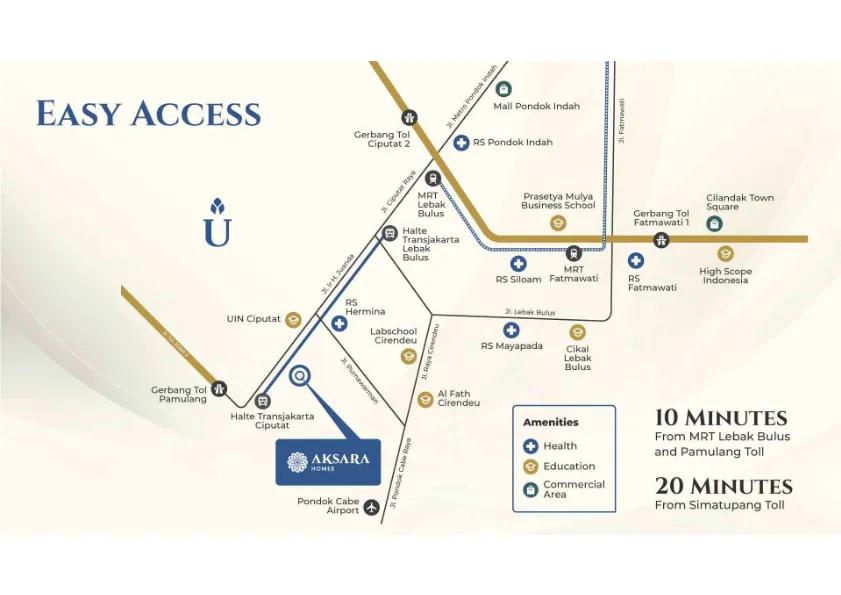 EASY ACCESS
U
Jl. Metro Pondok Indah
Mall Pondok Indah
Jl. Fatmawati
Gerbang Tol
Ciputat 2
RS Pondok Indah
Jl. Ciputat Raya
MRT
Lebak
Bulus
Prasetya Mulya
Business School
Cilandak Town
Square
Gerbang Tol
Fatmawati 1
Halte
Transjakarta
Lebak
Bulus
RS Siloam
MRT
Fatmawati
RS
Fatmawati
High Scope
Indonesia
Jl. Ir H. Juanda
RS
Hermina
UIN Ciputat
Labschool
Cirendeu
Jl. Raya Cirendeu
Jl. Lebak Bulus
RS Mayapada
Cikal
Lebak
Bulus
Jl. Purnawarman
Gerbang Tol
Pamulang
Halte Transjakarta
Ciputat
Al Fath
Cirendeu
AKSARA
HOMES
Jl. Pondok Cabe Raya
Pondok Cabe
Airport
Amenities
Health
Education
Commercial
Area
10 MINUTES
From MRT Lebak Bulus
and Pamulang Toll
20 MINUTES
From Simatupang Toll